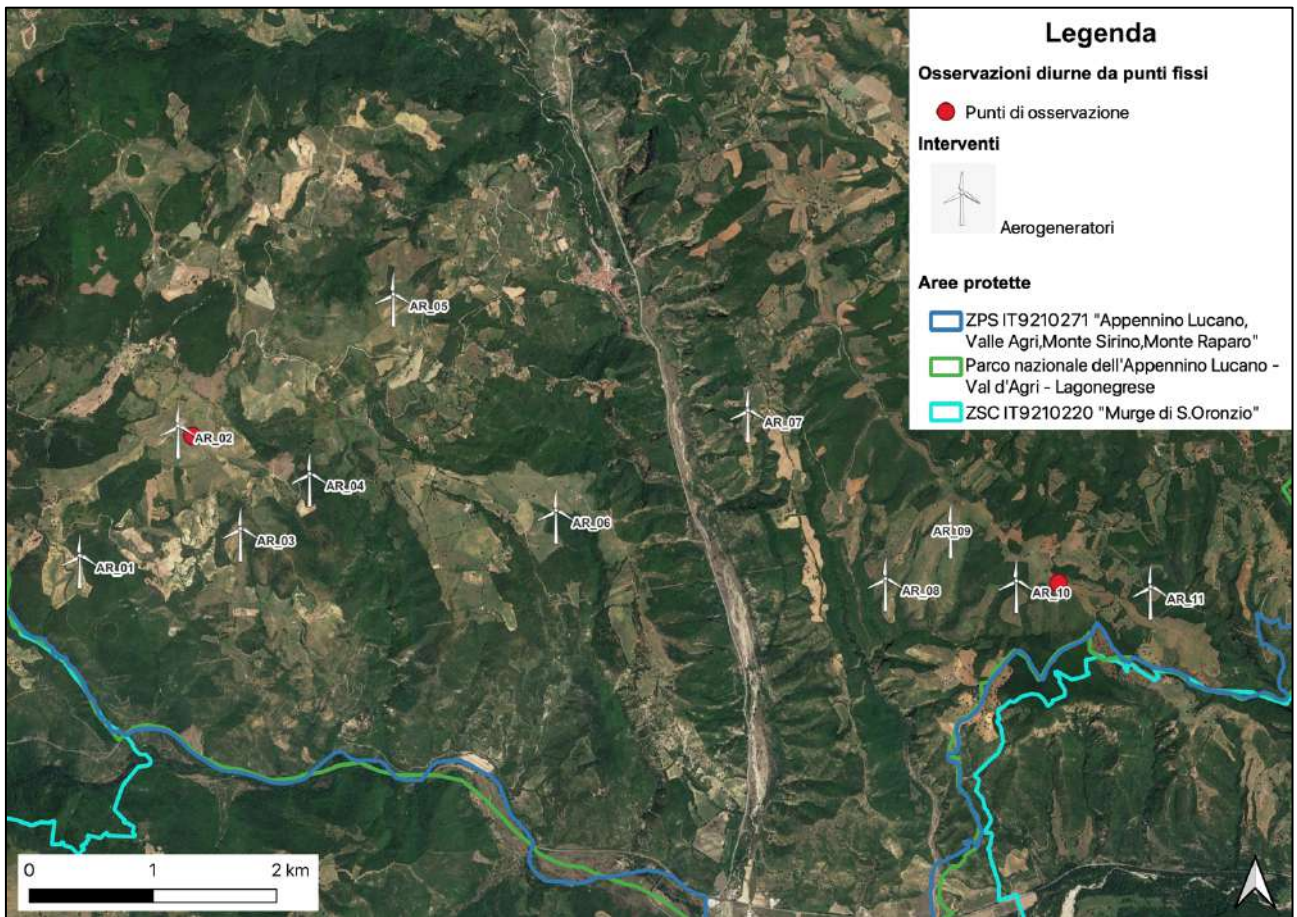 Legenda
Osservazioni diurne da punti fissi
Punti di osservazione
Interventi
Aerogeneratori
Aree protette
ZPS IT9210271 "Appennino Lucano,
Valle Agri,Monte Sirino,Monte Raparo"
Parco nazionale dell'Appennino Lucano -
Val d'Agri - Lagonegrese
ZSC IT9210220 "Murge di S.Oronzio"
AR_05
AR_07
AR_02
AR_04
AR_06
AR_09
AR_03
AR_01
AR_08
AR_10
AR_11
0 1 2 km